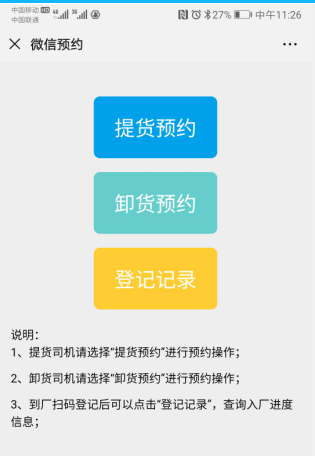 中国移动 HD 4G 3G 27% 中午11:26
中国联通
微信预约
提货预约
卸货预约
登记记录
说明：
1、提货司机请选择“提货预约”进行预约操作；
2、卸货司机请选择“卸货预约”进行预约操作；
3、到厂扫码登记后可以点击“登记记录”，查询入厂进度
信息；